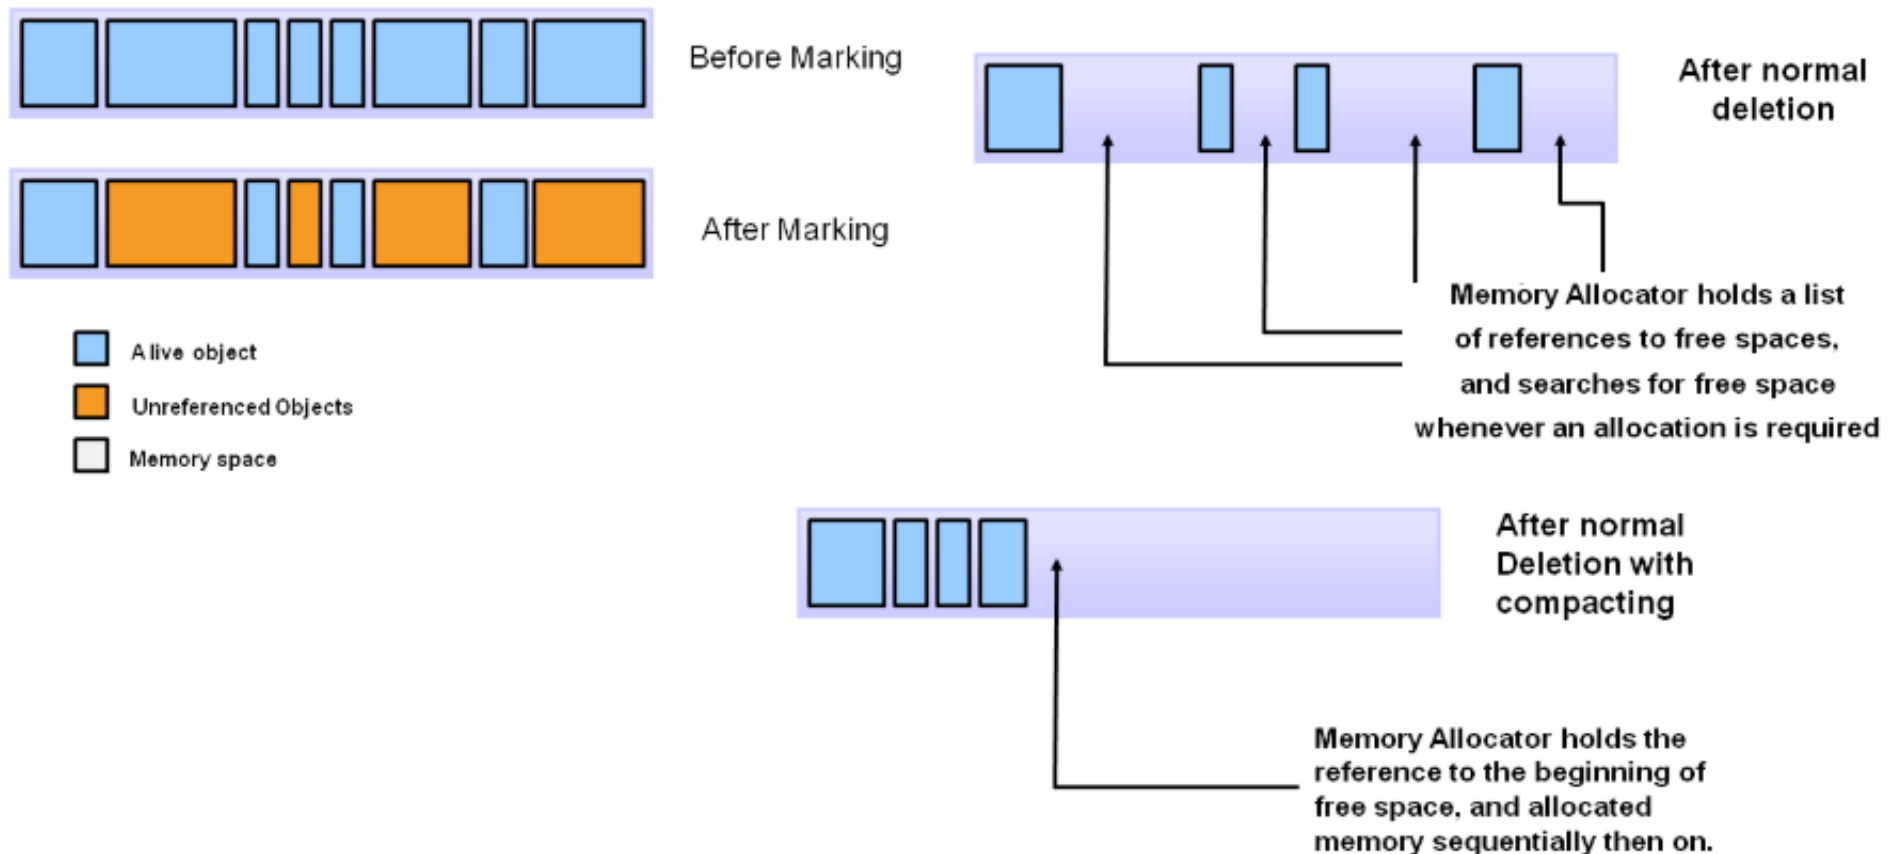 Before Marking
After Marking
Alive object
Unreferenced Objects
Memory space
After normal
deletion
Memory Allocator holds a list
of references to free spaces,
and searches for free space
whenever an allocation is required
After normal
Deletion with
compacting
Memory Allocator holds the
reference to the beginning of
free space, and allocated
memory sequentially then on.